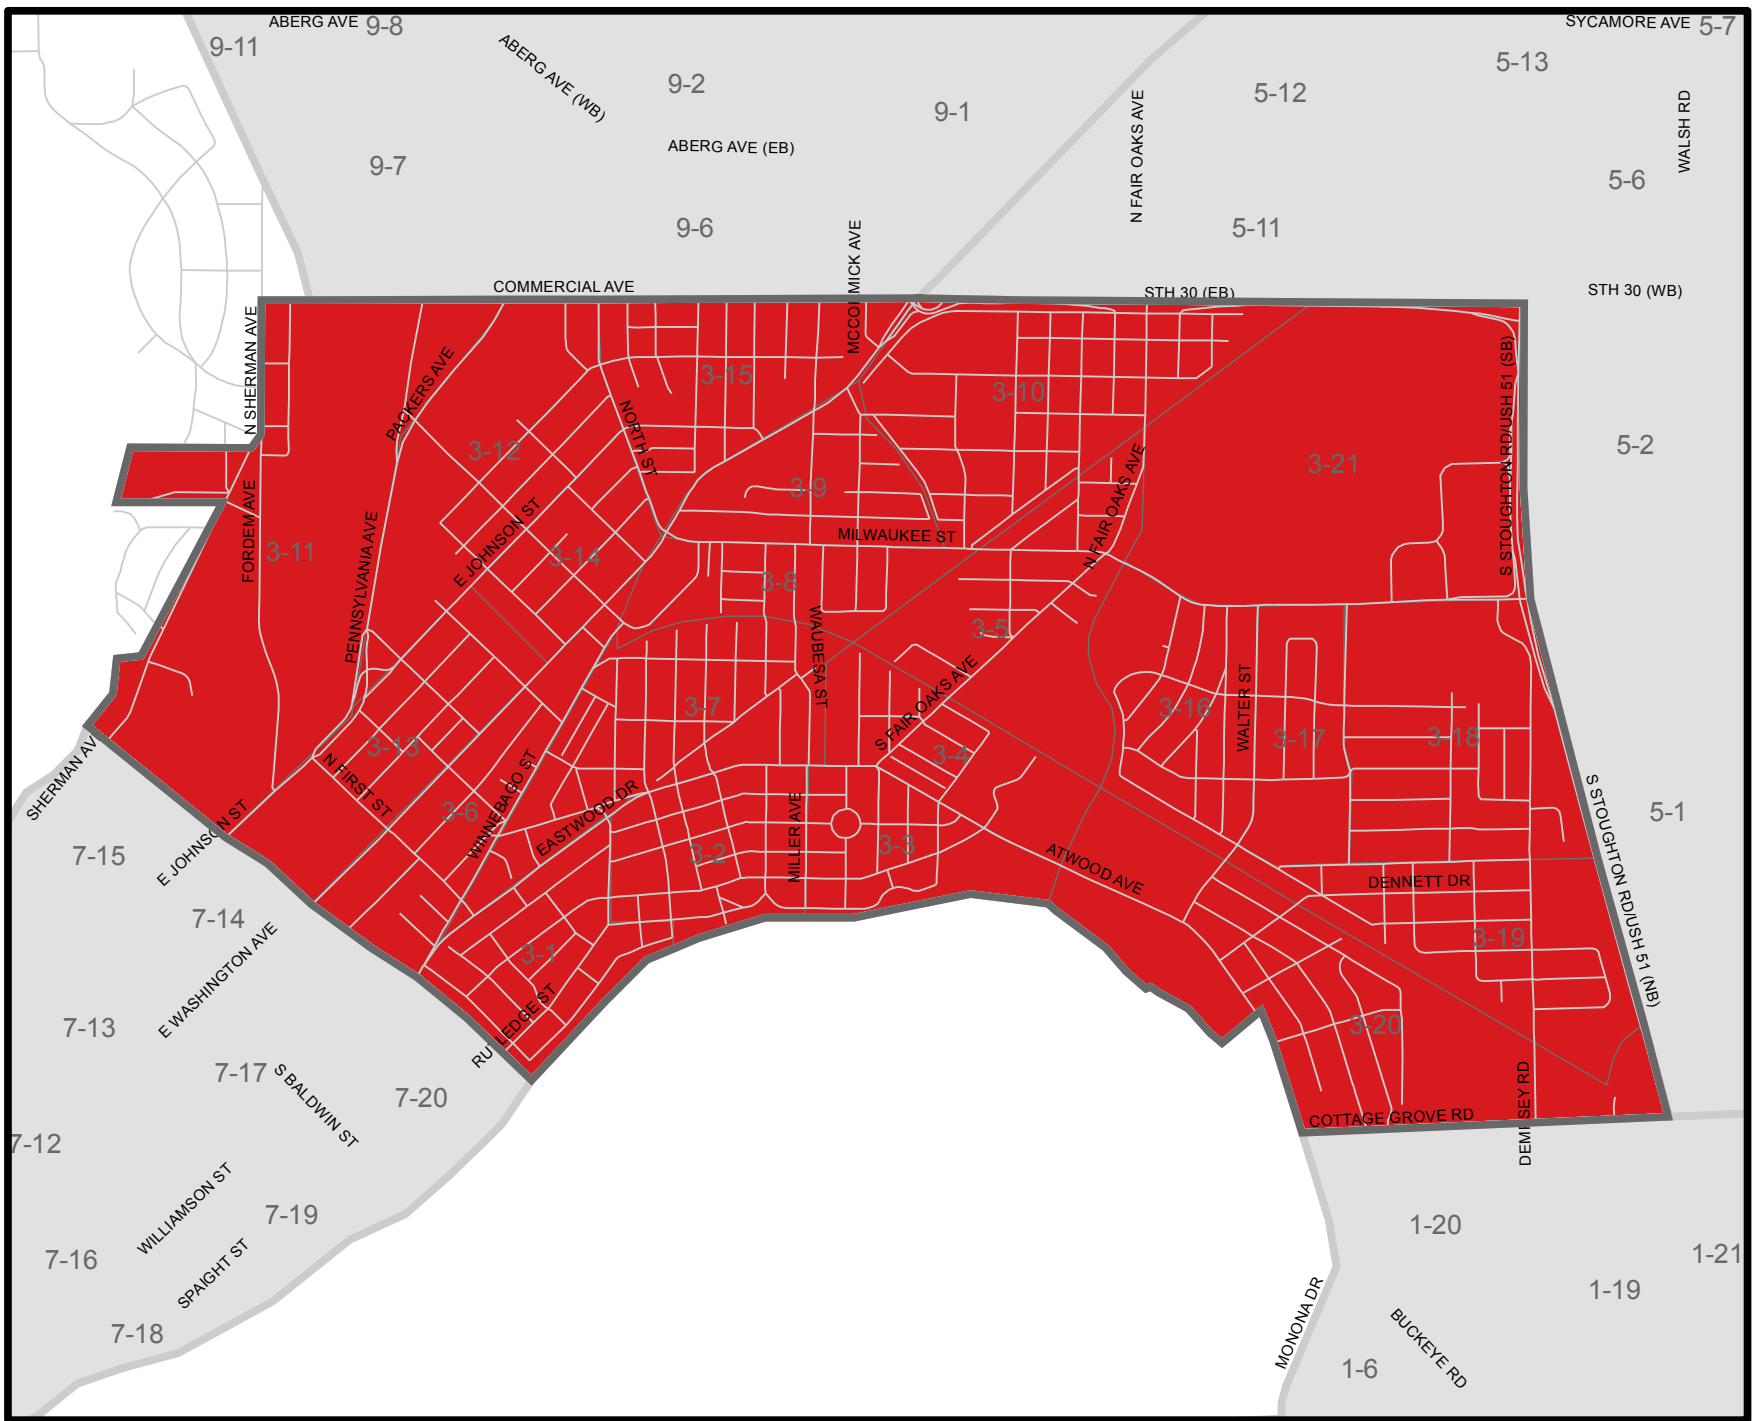 ABERG AVE
9-8
SYCAMORE AVE
5-7
9-11
ABERG AVE (WB)
5-13
9-2
5-12
9-1
N FAIR OAKS AVE
WALSH RD
ABERG AVE (EB)
9-7
5-6
9-6
5-11
MCCORMICK AVE
COMMERCIAL AVE
STH 30 (EB)
STH 30 (WB)
N SHERMAN AVE
PACKERS AVE
3-15
3-10
S STOUGHTON RD/USH 51 (SB)
NORTH ST
3-12
3-21
5-2
3-9
N FAIR OAKS AVE
FORDEM AVE
3-11
PENNSYLVANIA AVE
E JOHNSON ST
3-14
MILWAUKEE ST
3-8
WAUBESA ST
3-5
S FAIR OAKS AVE
3-7
3-16
WALTER ST
3-17
3-18
3-13
N FIRST ST
3-4
SHERMAN AV
3-6
WINNEBAGO ST
EASTWOOD DR
MILLER AVE
3-2
3-3
S STOUGHTON RD/USH 51 (NB)
5-1
7-15
E JOHNSON ST
ATWOOD AVE
DENNETT DR
7-14
3-19
3-1
E WASHINGTON AVE
RUTLEDGE ST
7-13
3-20
7-17
S BALDWIN ST
7-20
DEMPSEY RD
COTTAGE GROVE RD
7-12
WILLIAMSON ST
7-19
1-20
7-16
1-21
SPAIGHT ST
1-19
MONONA DR
7-18
BUCKEYE RD
1-6